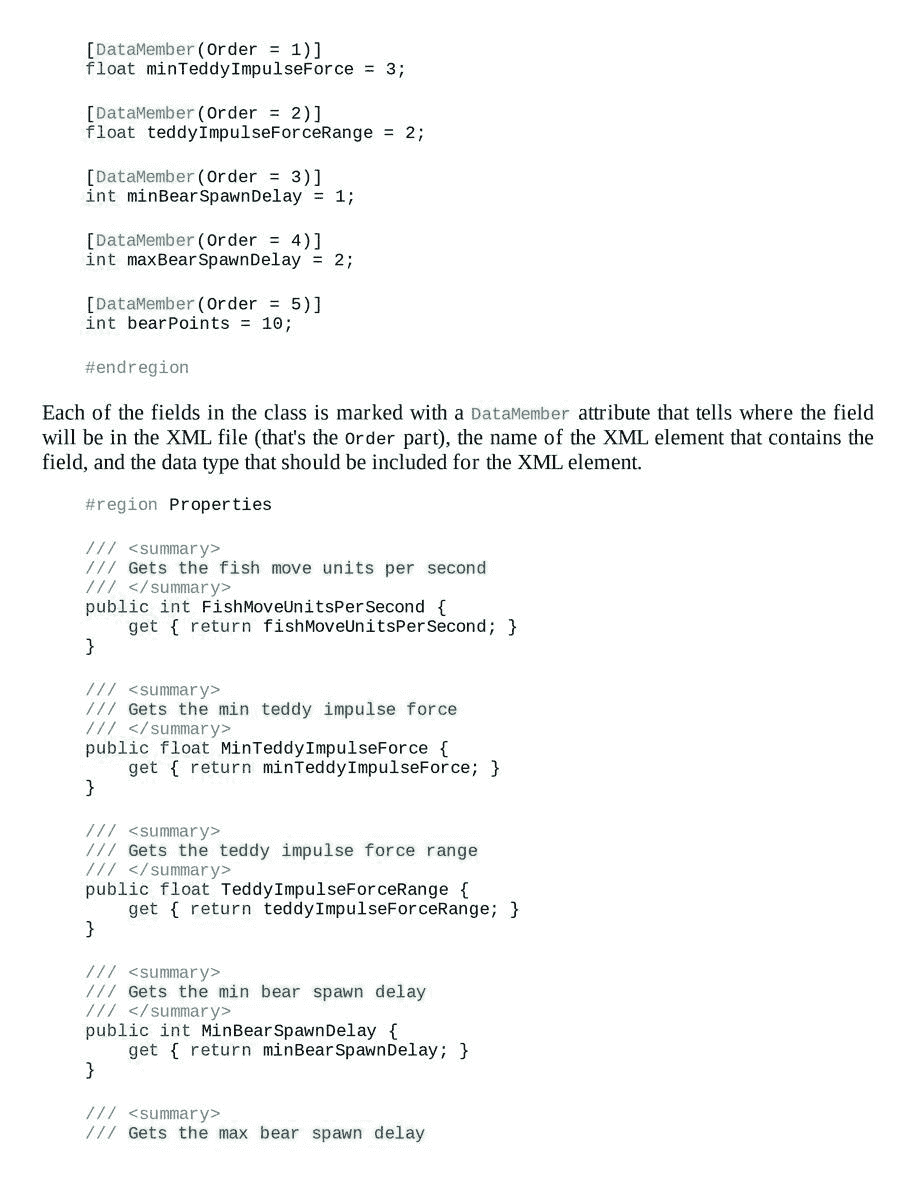 [DataMember(Order = 1)]
float minTeddyImpulseForce = 3;
[DataMember(Order = 2)]
float teddyImpulseForceRange = 2;
[DataMember(Order = 3)]
int minBearSpawnDelay = 1;
[DataMember(Order = 4)]
int maxBearSpawnDelay = 2;
[DataMember(Order = 5)]
int bearPoints = 10;
#endregion
Each of the fields in the class is marked with a DataMember attribute that tells where the field
will be in the XML file (that's the Order part), the name of the XML element that contains the
field, and the data type that should be included for the XML element.
#region Properties
/// <summary>
/// Gets the fish move units per second
/// </summary>
public int FishMoveUnitsPerSecond {
    get { return fishMoveUnitsPerSecond; }
}
/// <summary>
/// Gets the min teddy impulse force
/// </summary>
public float MinTeddyImpulseForce {
    get { return minTeddyImpulseForce; }
}
/// <summary>
/// Gets the teddy impulse force range
/// </summary>
public float TeddyImpulseForceRange {
    get { return teddyImpulseForceRange; }
}
/// <summary>
/// Gets the min bear spawn delay
/// </summary>
public int MinBearSpawnDelay {
    get { return minBearSpawnDelay; }
}
/// <summary>
/// Gets the max bear spawn delay